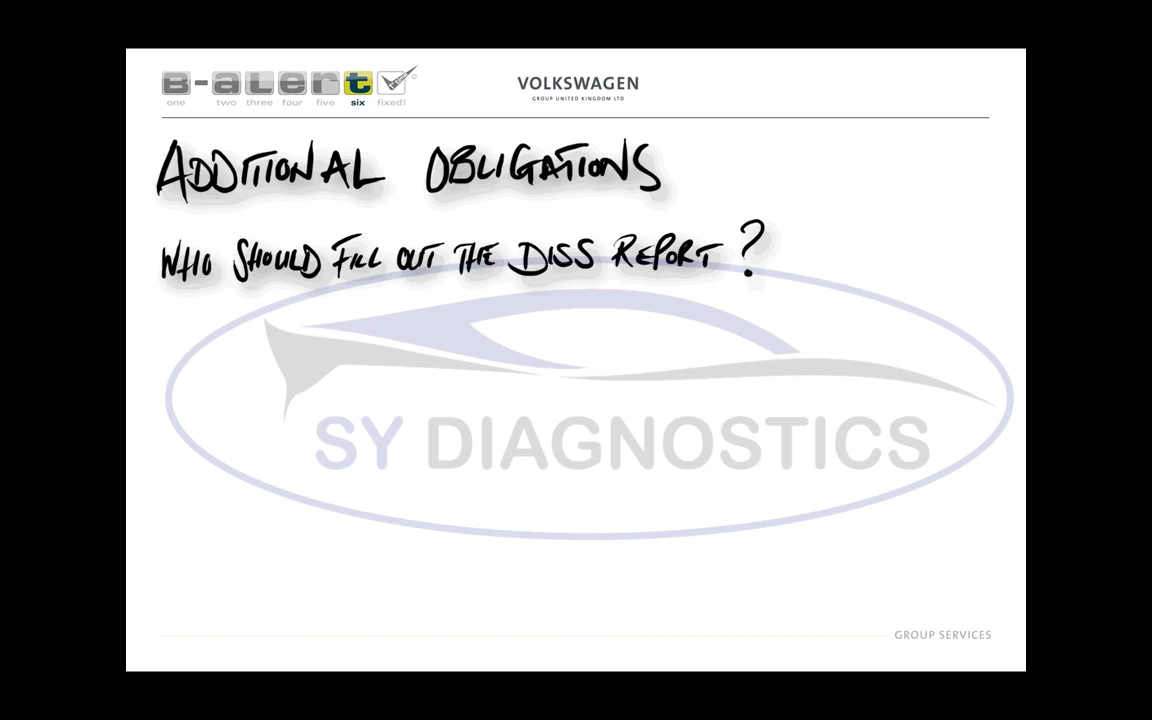 B-alert ©
one two three four five six fixed!
VOLKSWAGEN
GROUP UNITED KINGDOM LTD
ADDITIONAL OBLIGATIONS
WHO SHOULD FILL OUT THE DISS REPORT?
SY DIAGNOSTICS
GROUP SERVICES